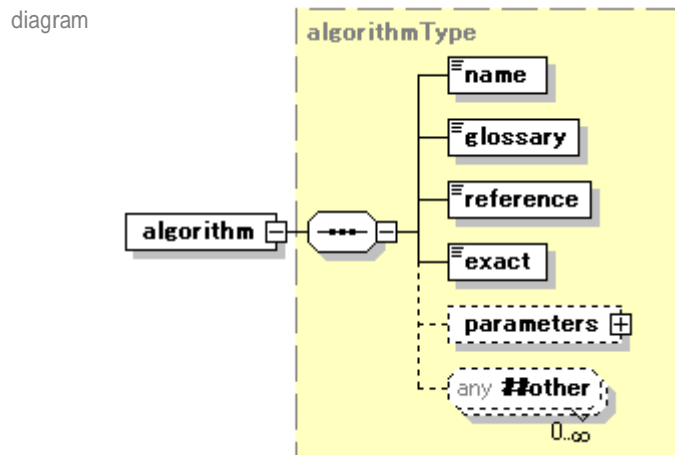 diagram
algorithmType
name
glossary
reference
algorithm
exact
parameters
any ##other
0..∞